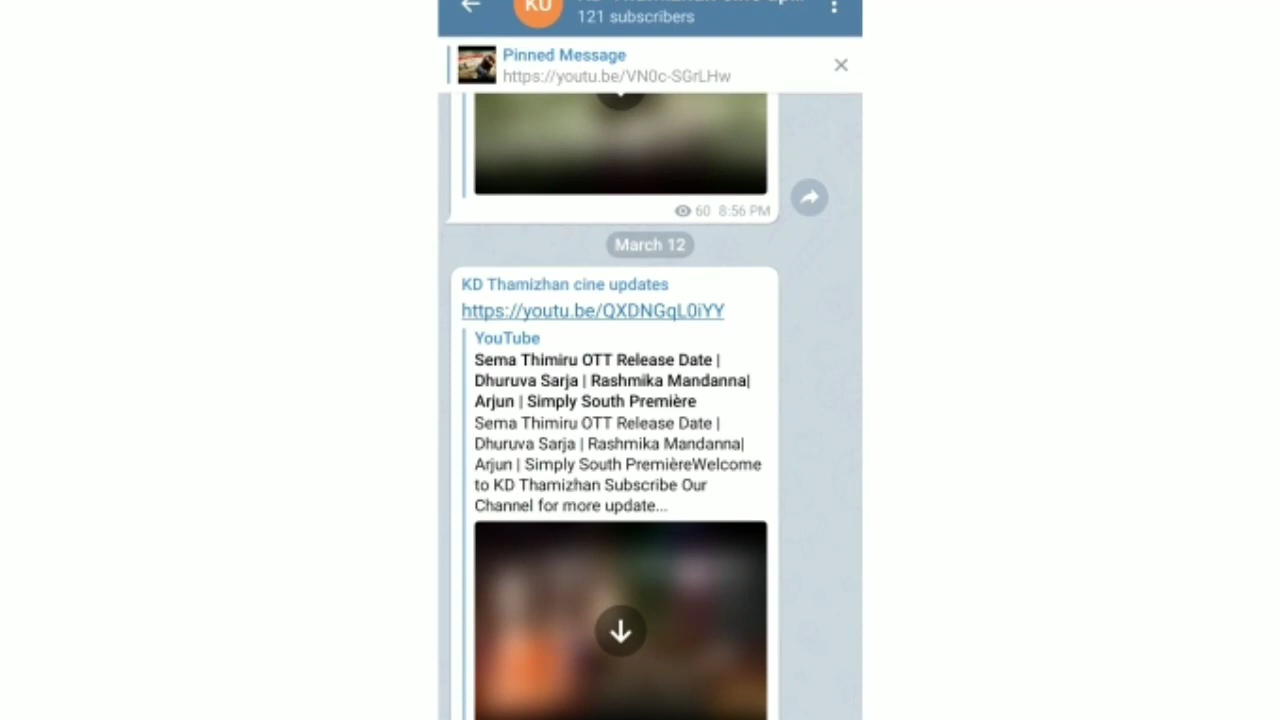 KU
121 subscribers
Pinned Message
https://youtu.be/VN0c-SGrLHw
60 8:56 PM
March 12
KD Thamizhan cine updates
https://youtu.be/QXDNGqL0iYY
YouTube
Sema Thimiru OTT Release Date |
Dhuruva Sarja | Rashmika Mandanna|
Arjun | Simply South Première
Sema Thimiru OTT Release Date |
Dhuruva Sarja | Rashmika Mandanna|
Arjun | Simply South PremièreWelcome
to KD Thamizhan Subscribe Our
Channel for more update...